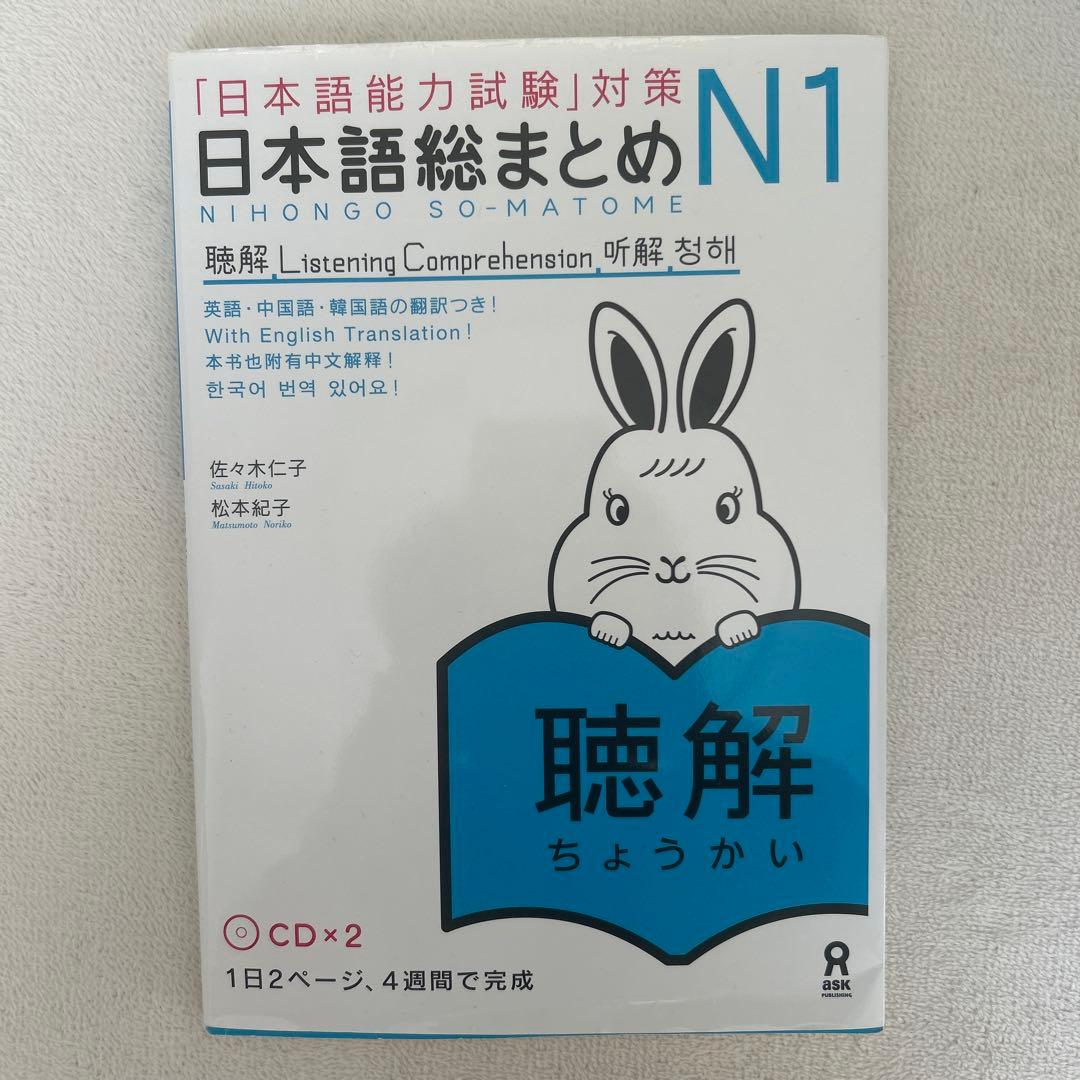 「日本語能力試験」対策
日本語総まとめ N1
NIHONGO SO-MATOME
聴解 Listening Comprehension 听解 청해
英語・中国語・韓国語の翻訳つき!
With English Translation!
本书也附有中文解释!
한국어 번역 있어요!
佐々木仁子
Sasaki Hitoko
松本紀子
Matsumoto Noriko
聴解
ちょうかい
CD×2
1日2ページ、4週間で完成
ask
PUBLISHING